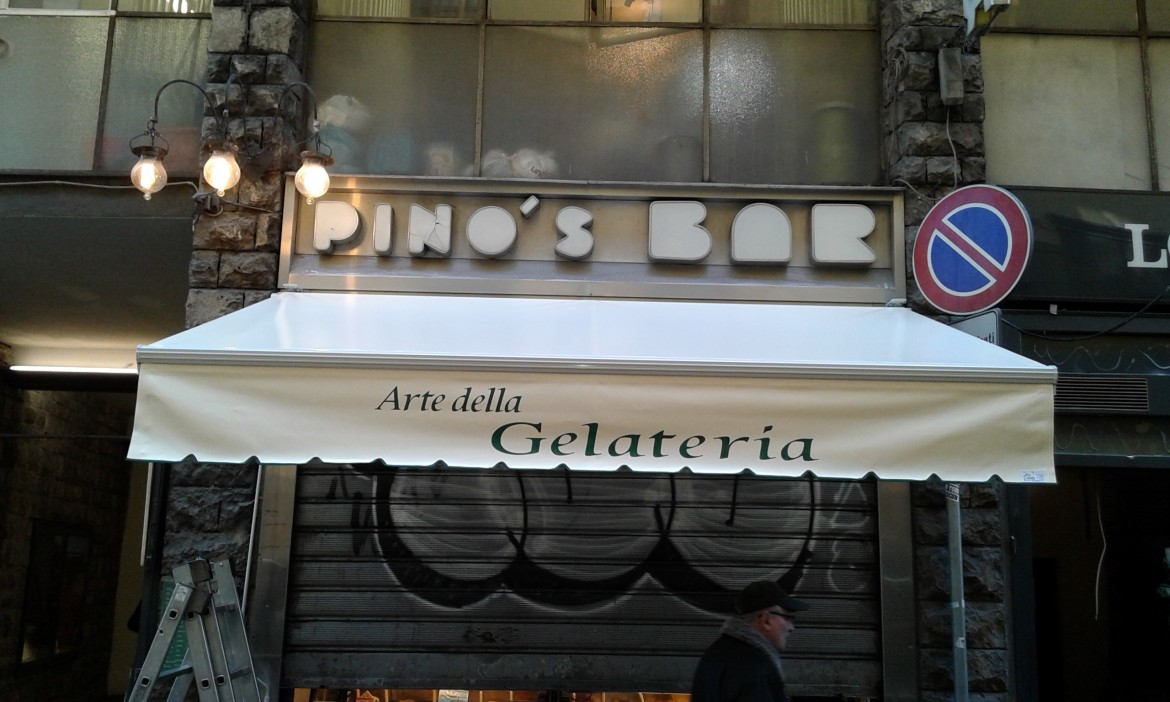 PINO'S BAR
Arte della
Gelateria